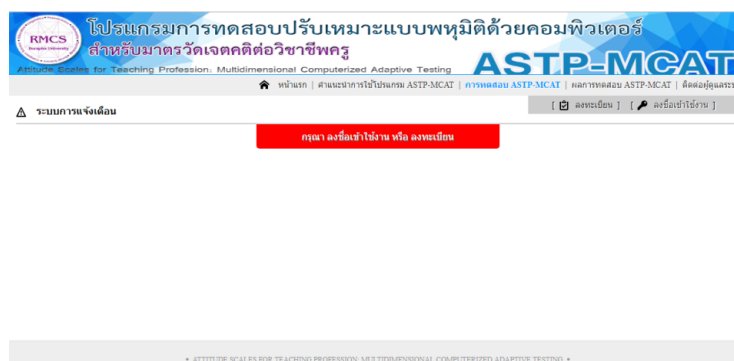 RMCS
โปรแกรมการทดสอบปรับเหมาะแบบพหุมิติด้วยคอมพิวเตอร์
สำหรับมาตรวัดเจตคติต่อวิชาชีพครู
Attitude Scales for Teaching Profession: Multidimensional Computerized Adaptive Testing
ASTP-MCAT
หน้าแรก | คำแนะนำการใช้โปรแกรม ASTP-MCAT | การทดสอบ ASTP-MCAT | ผลการทดสอบ ASTP-MCAT | ติดต่อผู้ดูแลระบ
[ ลงทะเบียน ] [ ลงชื่อเข้าใช้งาน ]
ระบบการแจ้งเตือน
กรุณา ลงชื่อเข้าใช้งาน หรือ ลงทะเบียน
• ATTITUDE SCALES FOR TEACHING PROFESSION: MULTIDIMENSIONAL COMPUTERIZED ADAPTIVE TESTING •